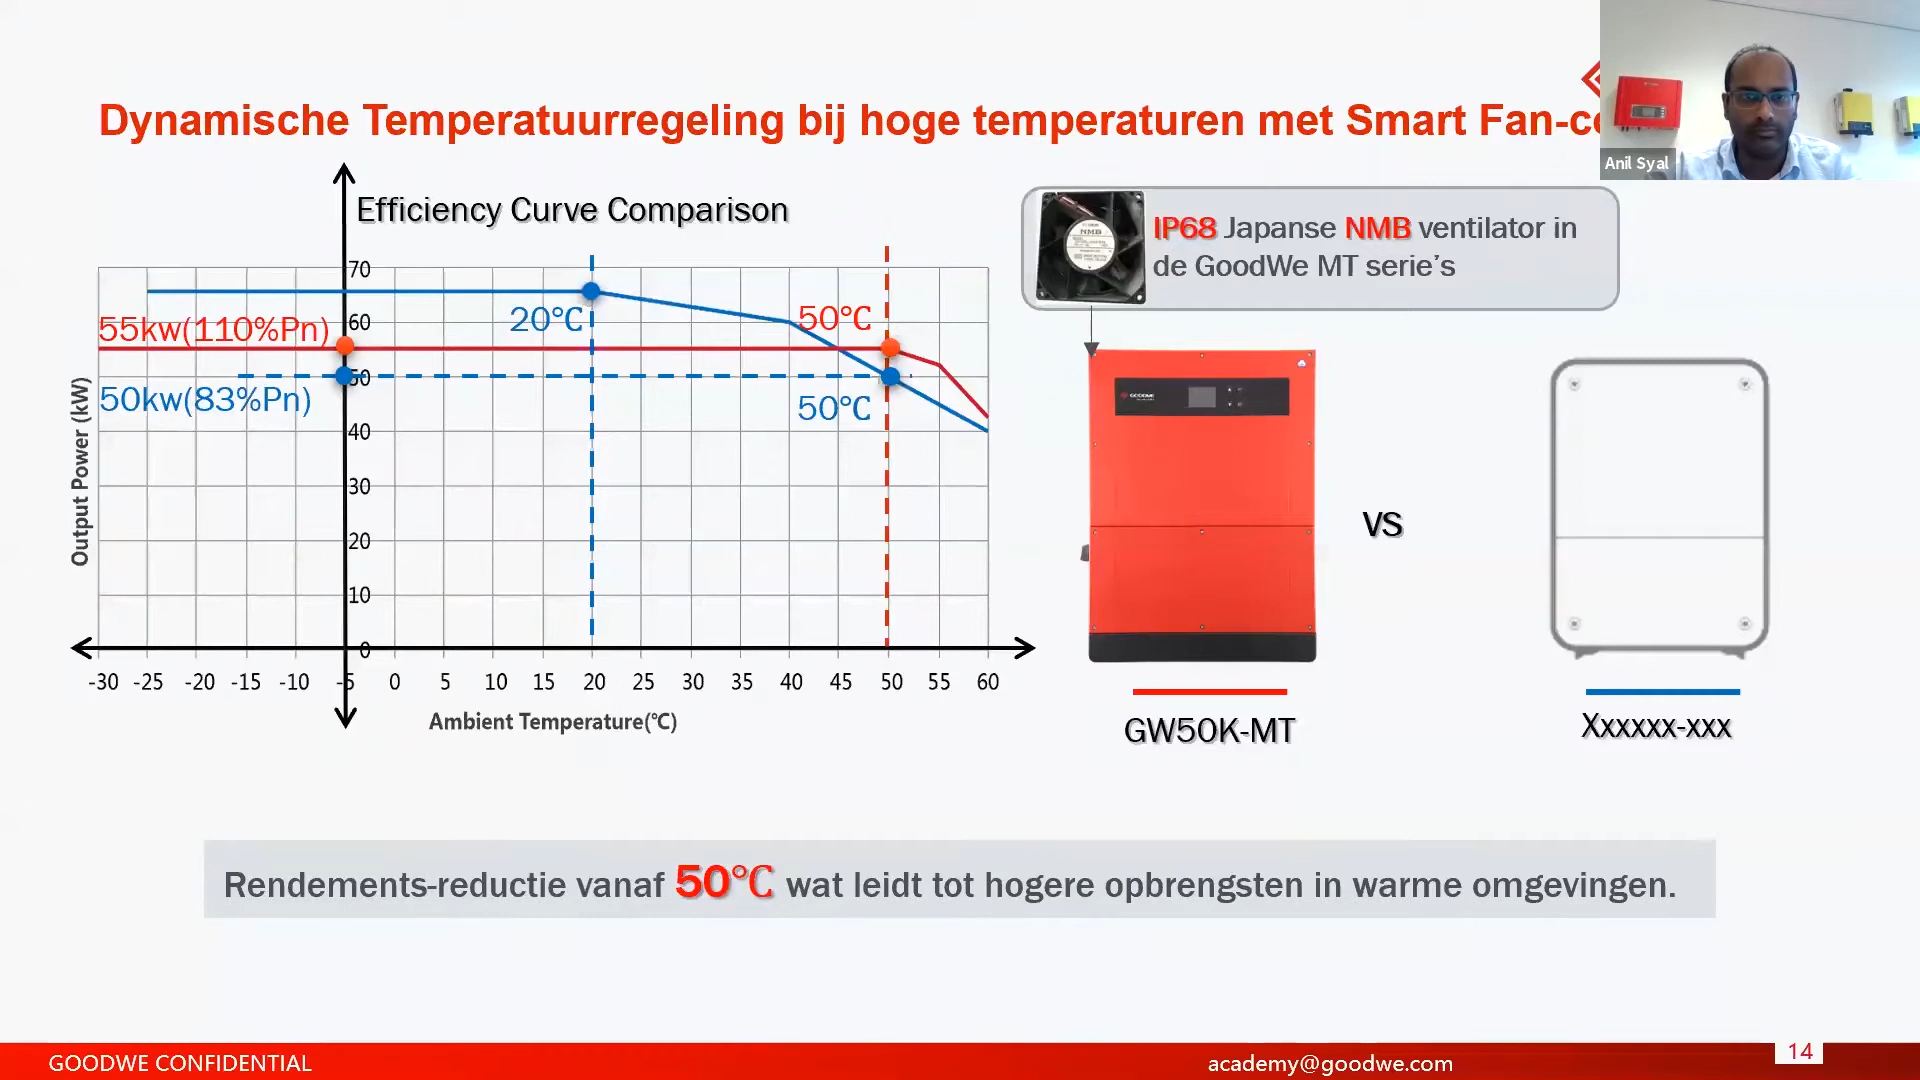 Dynamische Temperatuurregeling bij hoge temperaturen met Smart Fan-co
Anil Syal
Efficiency Curve Comparison
IP68 Japanse NMB ventilator in
de GoodWe MT serie's
NMB
70
60
50
40
30
20
10
0
20℃
50℃
50℃
55kw(110%Pn)
50kw(83%Pn)
Output Power (kW)
-30 -25 -20 -15 -10 -5 0 5 10 15 20 25 30 35 40 45 50 55 60
Ambient Temperature(℃)
GOODWE
VS
GW50K-MT
Xxxxxx-xxx
Rendements-reductie vanaf 50℃ wat leidt tot hogere opbrengsten in warme omgevingen.
GOODWE CONFIDENTIAL
academy@goodwe.com
14